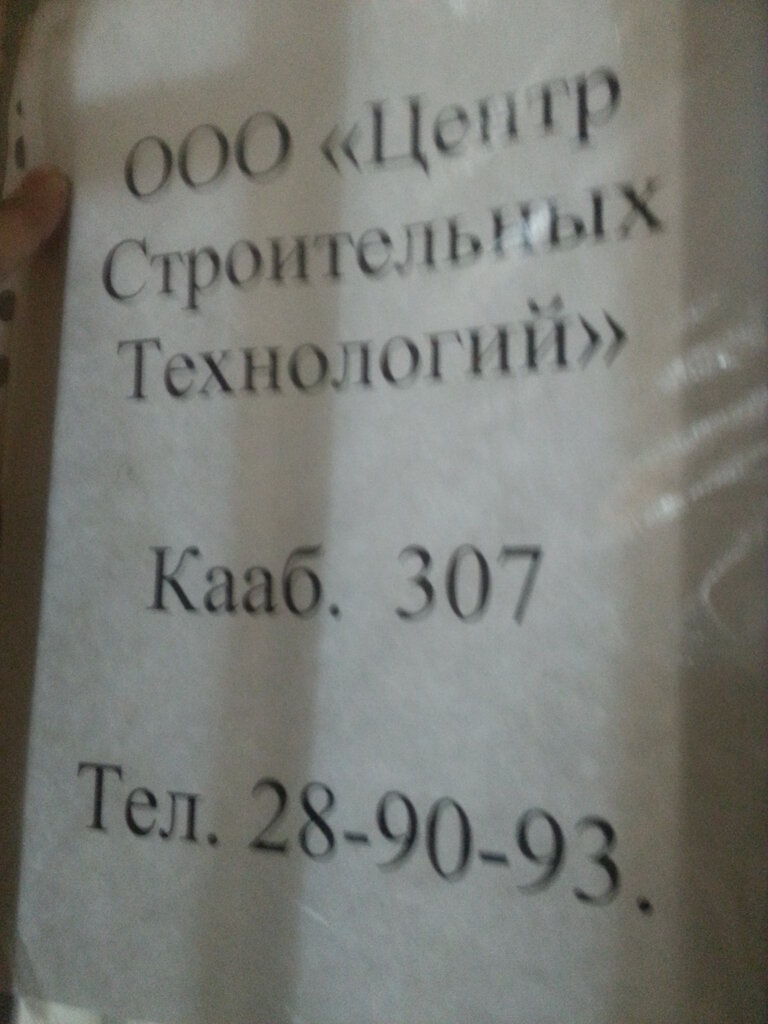 ООО «Центр
Строительных
Технологий»
Кааб. 307
Тел. 28-90-93.